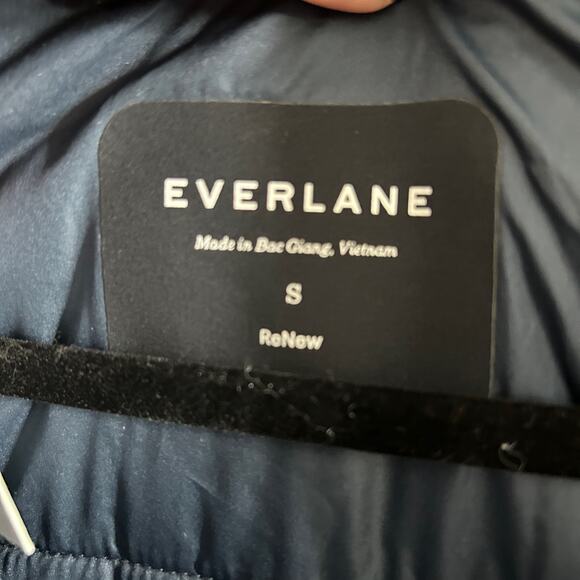 EVERLANE
Made in Bac Giang, Vietnam
S
ReNew